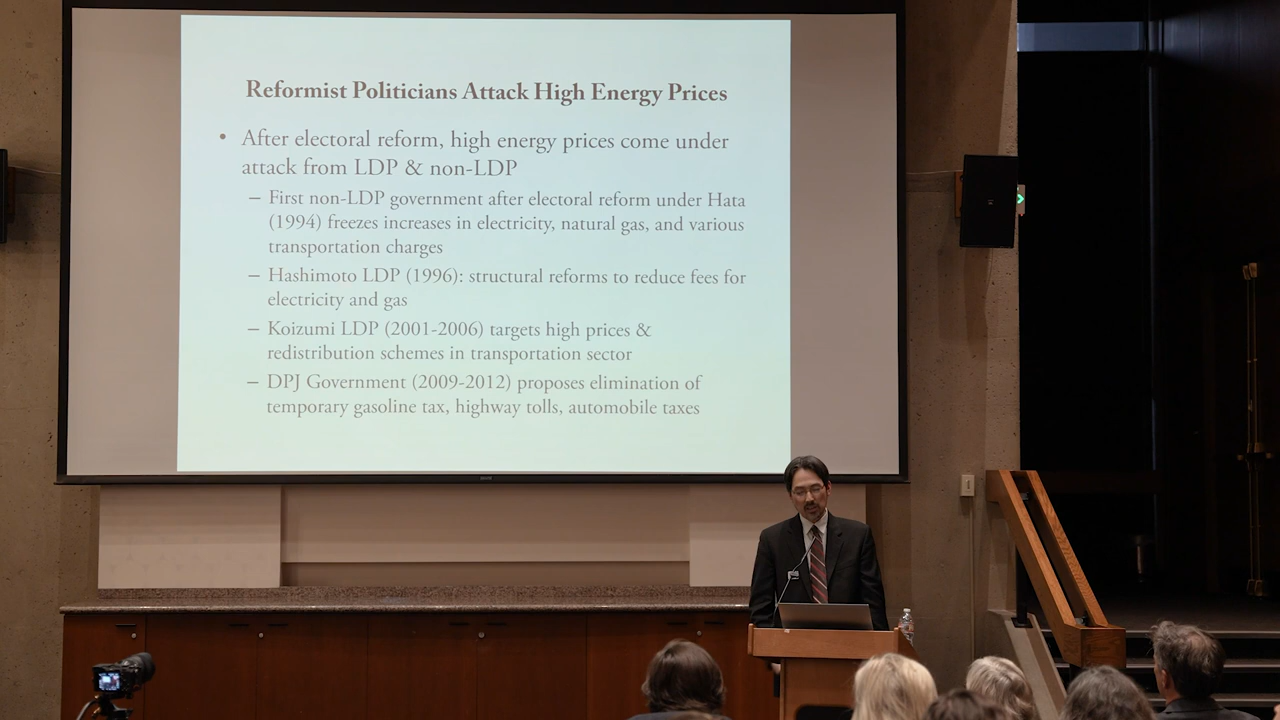 Reformist Politicians Attack High Energy Prices
• After electoral reform, high energy prices come under
attack from LDP & non-LDP
– First non-LDP government after electoral reform under Hata
(1994) freezes increases in electricity, natural gas, and various
transportation charges
– Hashimoto LDP (1996): structural reforms to reduce fees for
electricity and gas
– Koizumi LDP (2001-2006) targets high prices &
redistribution schemes in transportation sector
– DPJ Government (2009-2012) proposes elimination of
temporary gasoline tax, highway tolls, automobile taxes